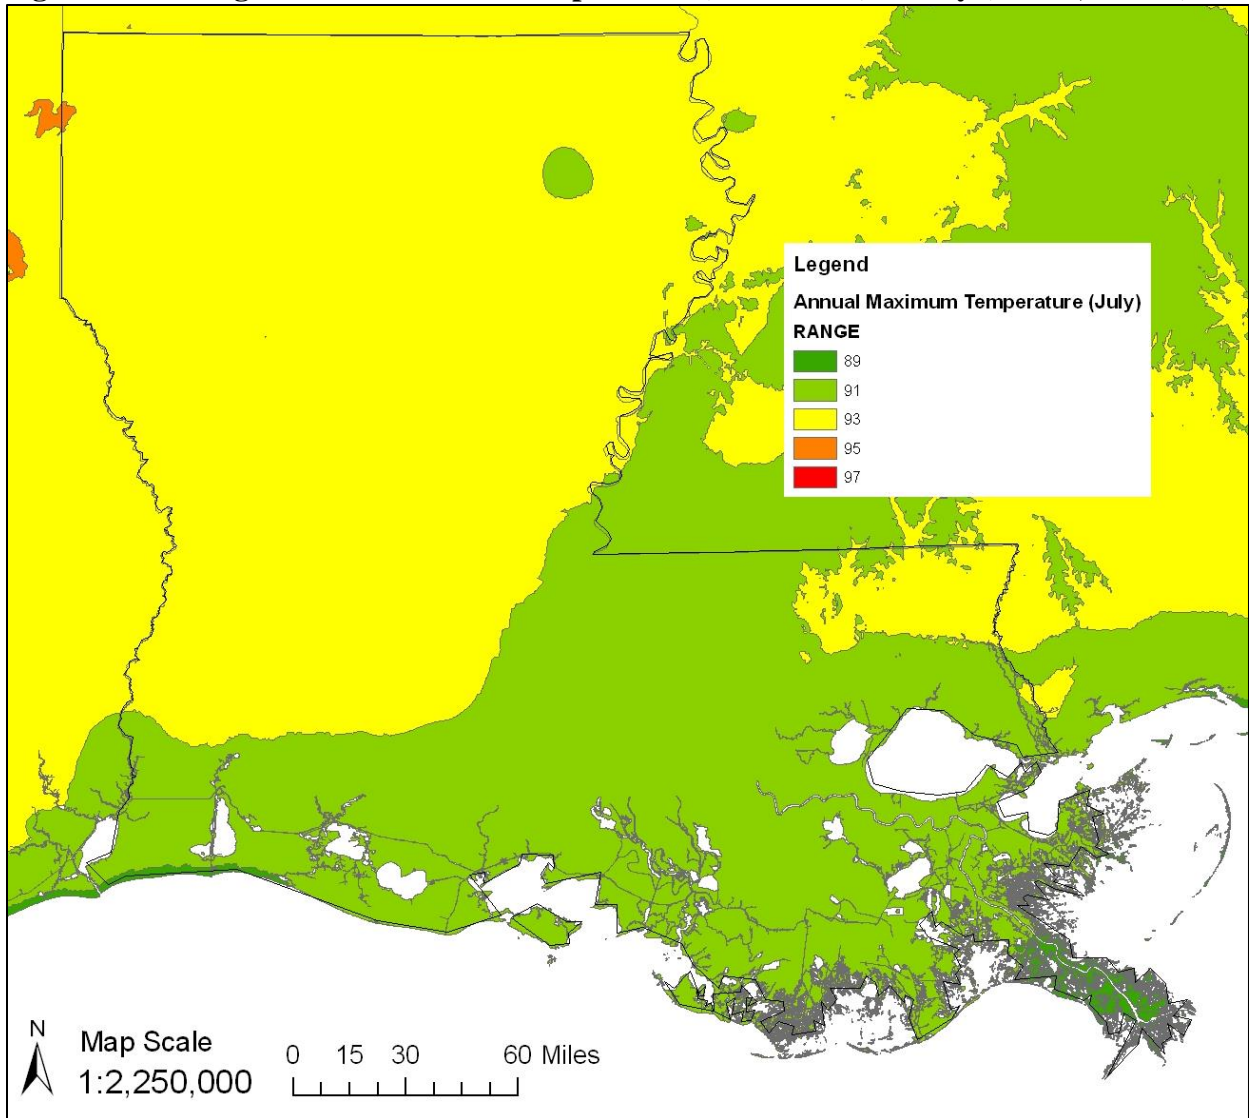 Legend
Annual Maximum Temperature (July)
RANGE
89
91
93
95
97
N
Map Scale
1:2,250,000
0 15 30 60 Miles